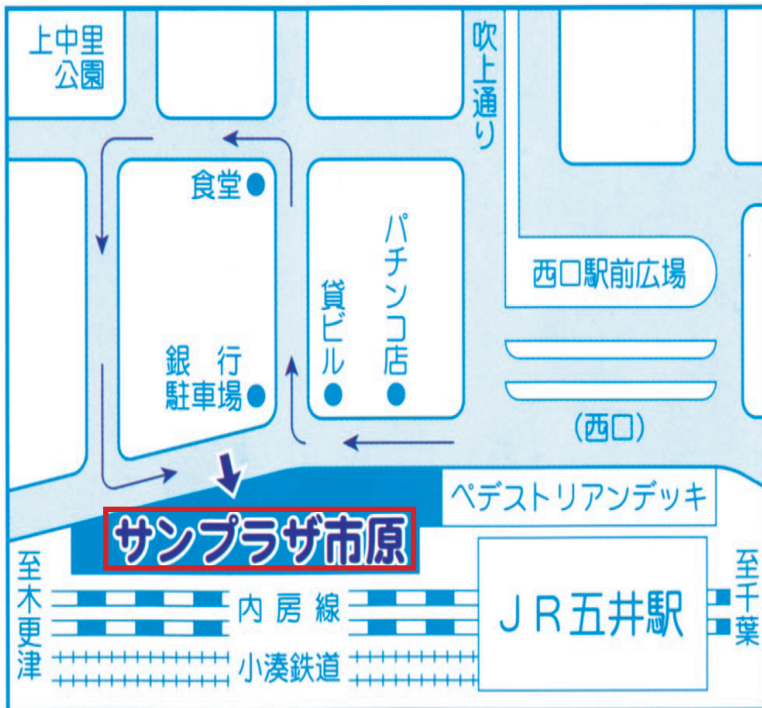 上中里
公園
吹上通り
食堂
パチンコ店
貸ビル
西口駅前広場
銀行
駐車場
(西口)
ペデストリアンデッキ
サンプラザ市原
至木更津
内房線
小湊鉄道
JR五井駅
至千葉